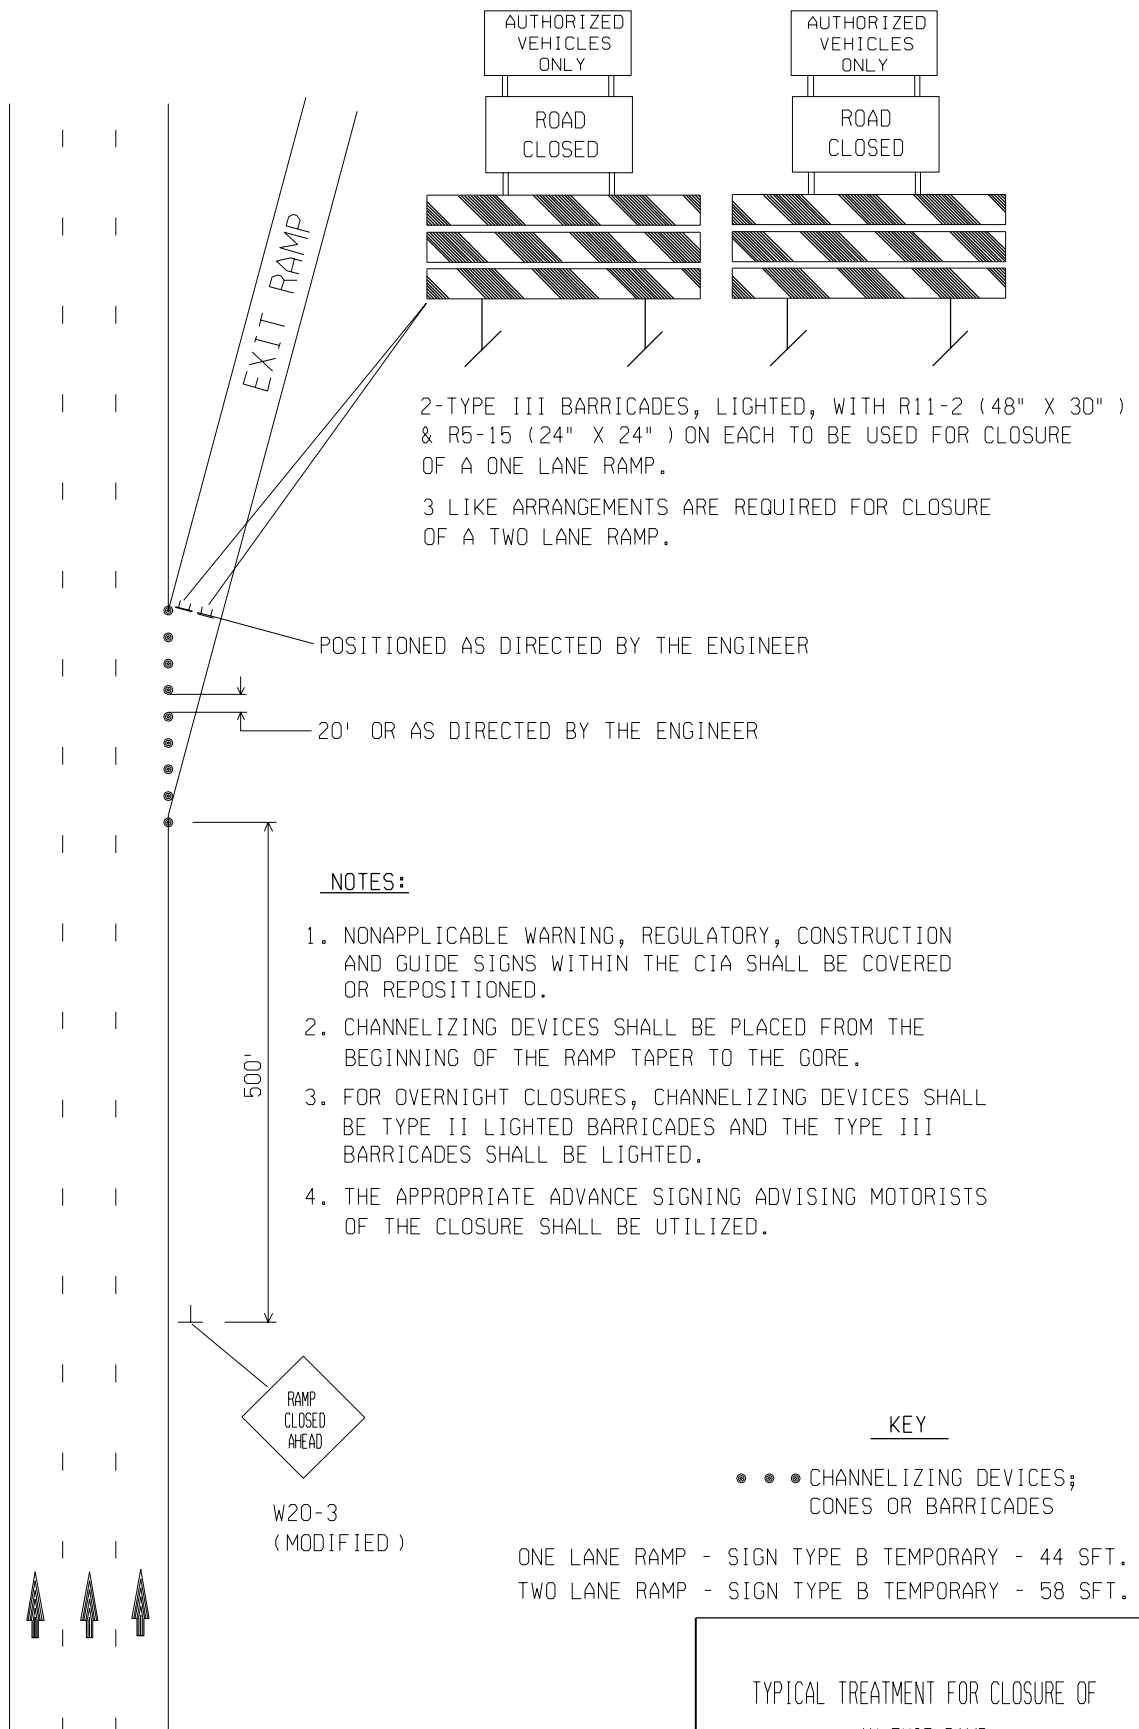 AUTHORIZED
VEHICLES
ONLY
ROAD
CLOSED
AUTHORIZED
VEHICLES
ONLY
ROAD
CLOSED
EXIT RAMP
2-TYPE III BARRICADES, LIGHTED, WITH R11-2 (48" X 30" )
& R5-15 (24" X 24" ) ON EACH TO BE USED FOR CLOSURE
OF A ONE LANE RAMP.
3 LIKE ARRANGEMENTS ARE REQUIRED FOR CLOSURE
OF A TWO LANE RAMP.
POSITIONED AS DIRECTED BY THE ENGINEER
20' OR AS DIRECTED BY THE ENGINEER
NOTES:
1. NONAPPLICABLE WARNING, REGULATORY, CONSTRUCTION
AND GUIDE SIGNS WITHIN THE CIA SHALL BE COVERED
OR REPOSITIONED.
2. CHANNELIZING DEVICES SHALL BE PLACED FROM THE
BEGINNING OF THE RAMP TAPER TO THE GORE.
3. FOR OVERNIGHT CLOSURES, CHANNELIZING DEVICES SHALL
BE TYPE II LIGHTED BARRICADES AND THE TYPE III
BARRICADES SHALL BE LIGHTED.
4. THE APPROPRIATE ADVANCE SIGNING ADVISING MOTORISTS
OF THE CLOSURE SHALL BE UTILIZED.
500'
RAMP
CLOSED
AHEAD
W20-3
(MODIFIED )
KEY
CHANNELIZING DEVICES;
CONES OR BARRICADES
ONE LANE RAMP - SIGN TYPE B TEMPORARY - 44 SFT.
TWO LANE RAMP - SIGN TYPE B TEMPORARY - 58 SFT.
TYPICAL TREATMENT FOR CLOSURE OF